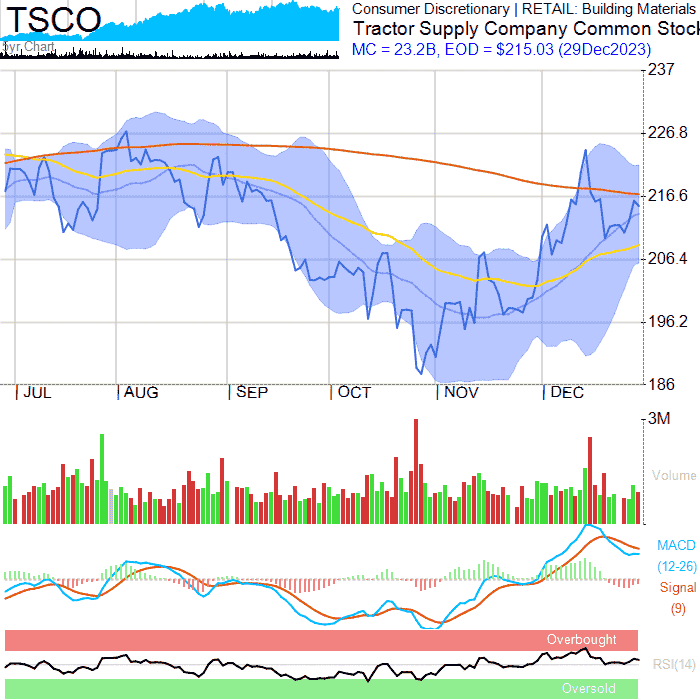 TSCO
5yr.Chart
Consumer Discretionary | RETAIL: Building Materials
Tractor Supply Company Common Stock
MC = 23.2B, EOD = $215.03 (29Dec2023)
237
226.8
216.6
206.4
196.2
186
| JUL | AUG | SEP | OCT | NOV | DEC
3M
Volume
MACD
(12-26)
Signal
(9)
Overbought
RSI(14)
Oversold